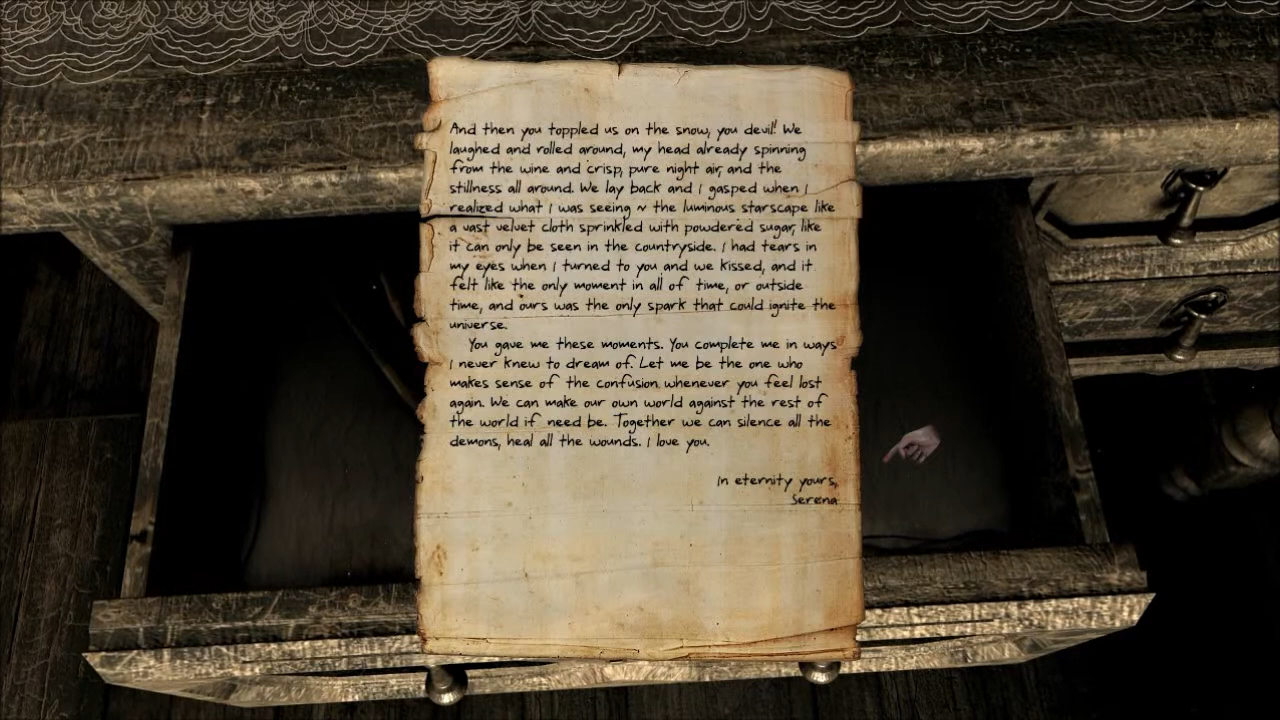 And then you toppled us on the snow, you devil! We
laughed and rolled around, my head already spinning
from the wine and crisp, pure night air, and the
stillness all around. We lay back and I gasped when I
realized what I was seeing ~ the luminous starscape like
a vast velvet cloth sprinkled with powdered sugar, like
it can only be seen in the countryside. I had tears in
my eyes when I turned to you and we kissed, and it
felt like the only moment in all of time, or outside
time, and ours was the only spark that could ignite the
universe.
You gave me these moments. You complete me in ways
I never knew to dream of. Let me be the one who
makes sense of the confusion whenever you feel lost
again. We can make our own world against the rest of
the world if need be. Together we can silence all the
demons, heal all the wounds. I love you.
In eternity yours,
Serena